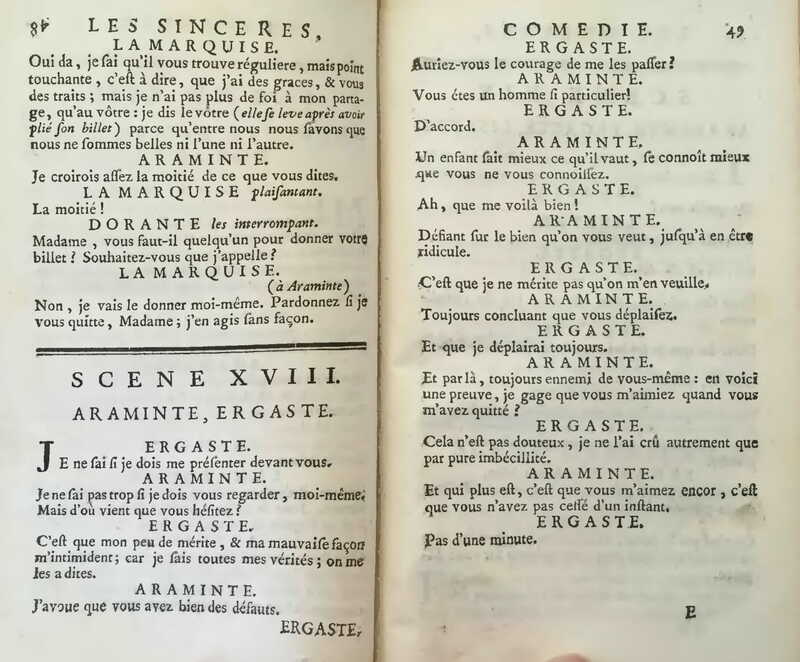 LES SINCERES,
LA MARQUISE.
Oui da, je ſai qu'il vous trouve réguliere, mais point
touchante, c'eſt à dire, que j'ai des graces, & vous
des traits ; mais je n'ai pas plus de foi à mon parta-
ge, qu'au vôtre : je dis le vôtre (elle ſe leve après avoir
plié ſon billet) parce qu'entre nous nous ſavons que
nous ne ſommes belles ni l'une ni l'autre.
ARAMINTE.
Je croirois aſſez la moitié de ce que vous dites.
LA MARQUISE plaiſantant.
La moitié !
DORANTE les interrompant.
Madame , vous faut-il quelqu'un pour donner votre
billet ? Souhaitez-vous que j'appelle ?
LA MARQUISE.
(à Araminte)
Non , je vais le donner moi-même. Pardonnez ſi je
vous quitte, Madame ; j'en agis ſans façon.
SCENE XVIII.
ARAMINTE, ERGASTE.
ERGASTE.
JE ne ſai ſi je dois me préſenter devant vous.
ARAMINTE.
Je ne ſai pas trop ſi je dois vous regarder, moi-même;
Mais d'où vient que vous héſitez ?
ERGASTE.
C'eſt que mon peu de mérite , & ma mauvaiſe façon
m'intimident; car je ſais toutes mes vérités ; on me
les a dites.
ARAMINTE.
J'avoue que vous avez bien des défauts.
ERGASTE,
COMEDIE. 49
ERGASTE.
Auriez-vous le courage de me les paſſer ?
ARAMINTE.
Vous étes un homme ſi particulier!
ERGASTE.
D'accord.
ARAMINTE.
Un enfant ſait mieux ce qu'il vaut, ſe connoît mieux
que vous ne vous connoiſſez.
ERGASTE.
Ah, que me voilà bien !
ARAMINTE.
Défiant ſur le bien qu'on vous veut, juſqu'à en être
ridicule.
ERGASTE.
C'eſt que je ne mérite pas qu'on m'en veuille.
ARAMINTE.
Toujours concluant que vous déplaiſez.
ERGASTE.
Et que je déplairai toujours.
ARAMINTE.
Et par là, toujours ennemi de vous-même : en voici
une preuve, je gage que vous m'aimiez quand vous
m'avez quitté ?
ERGASTE.
Cela n'eſt pas douteux , je ne l'ai crû autrement que
par pure imbécillité.
ARAMINTE.
Et qui plus eſt, c'eſt que vous m'aimez encor , c'eſt
que vous n'avez pas ceſſé d'un inſtant.
ERGASTE.
Pas d'une minute.
E